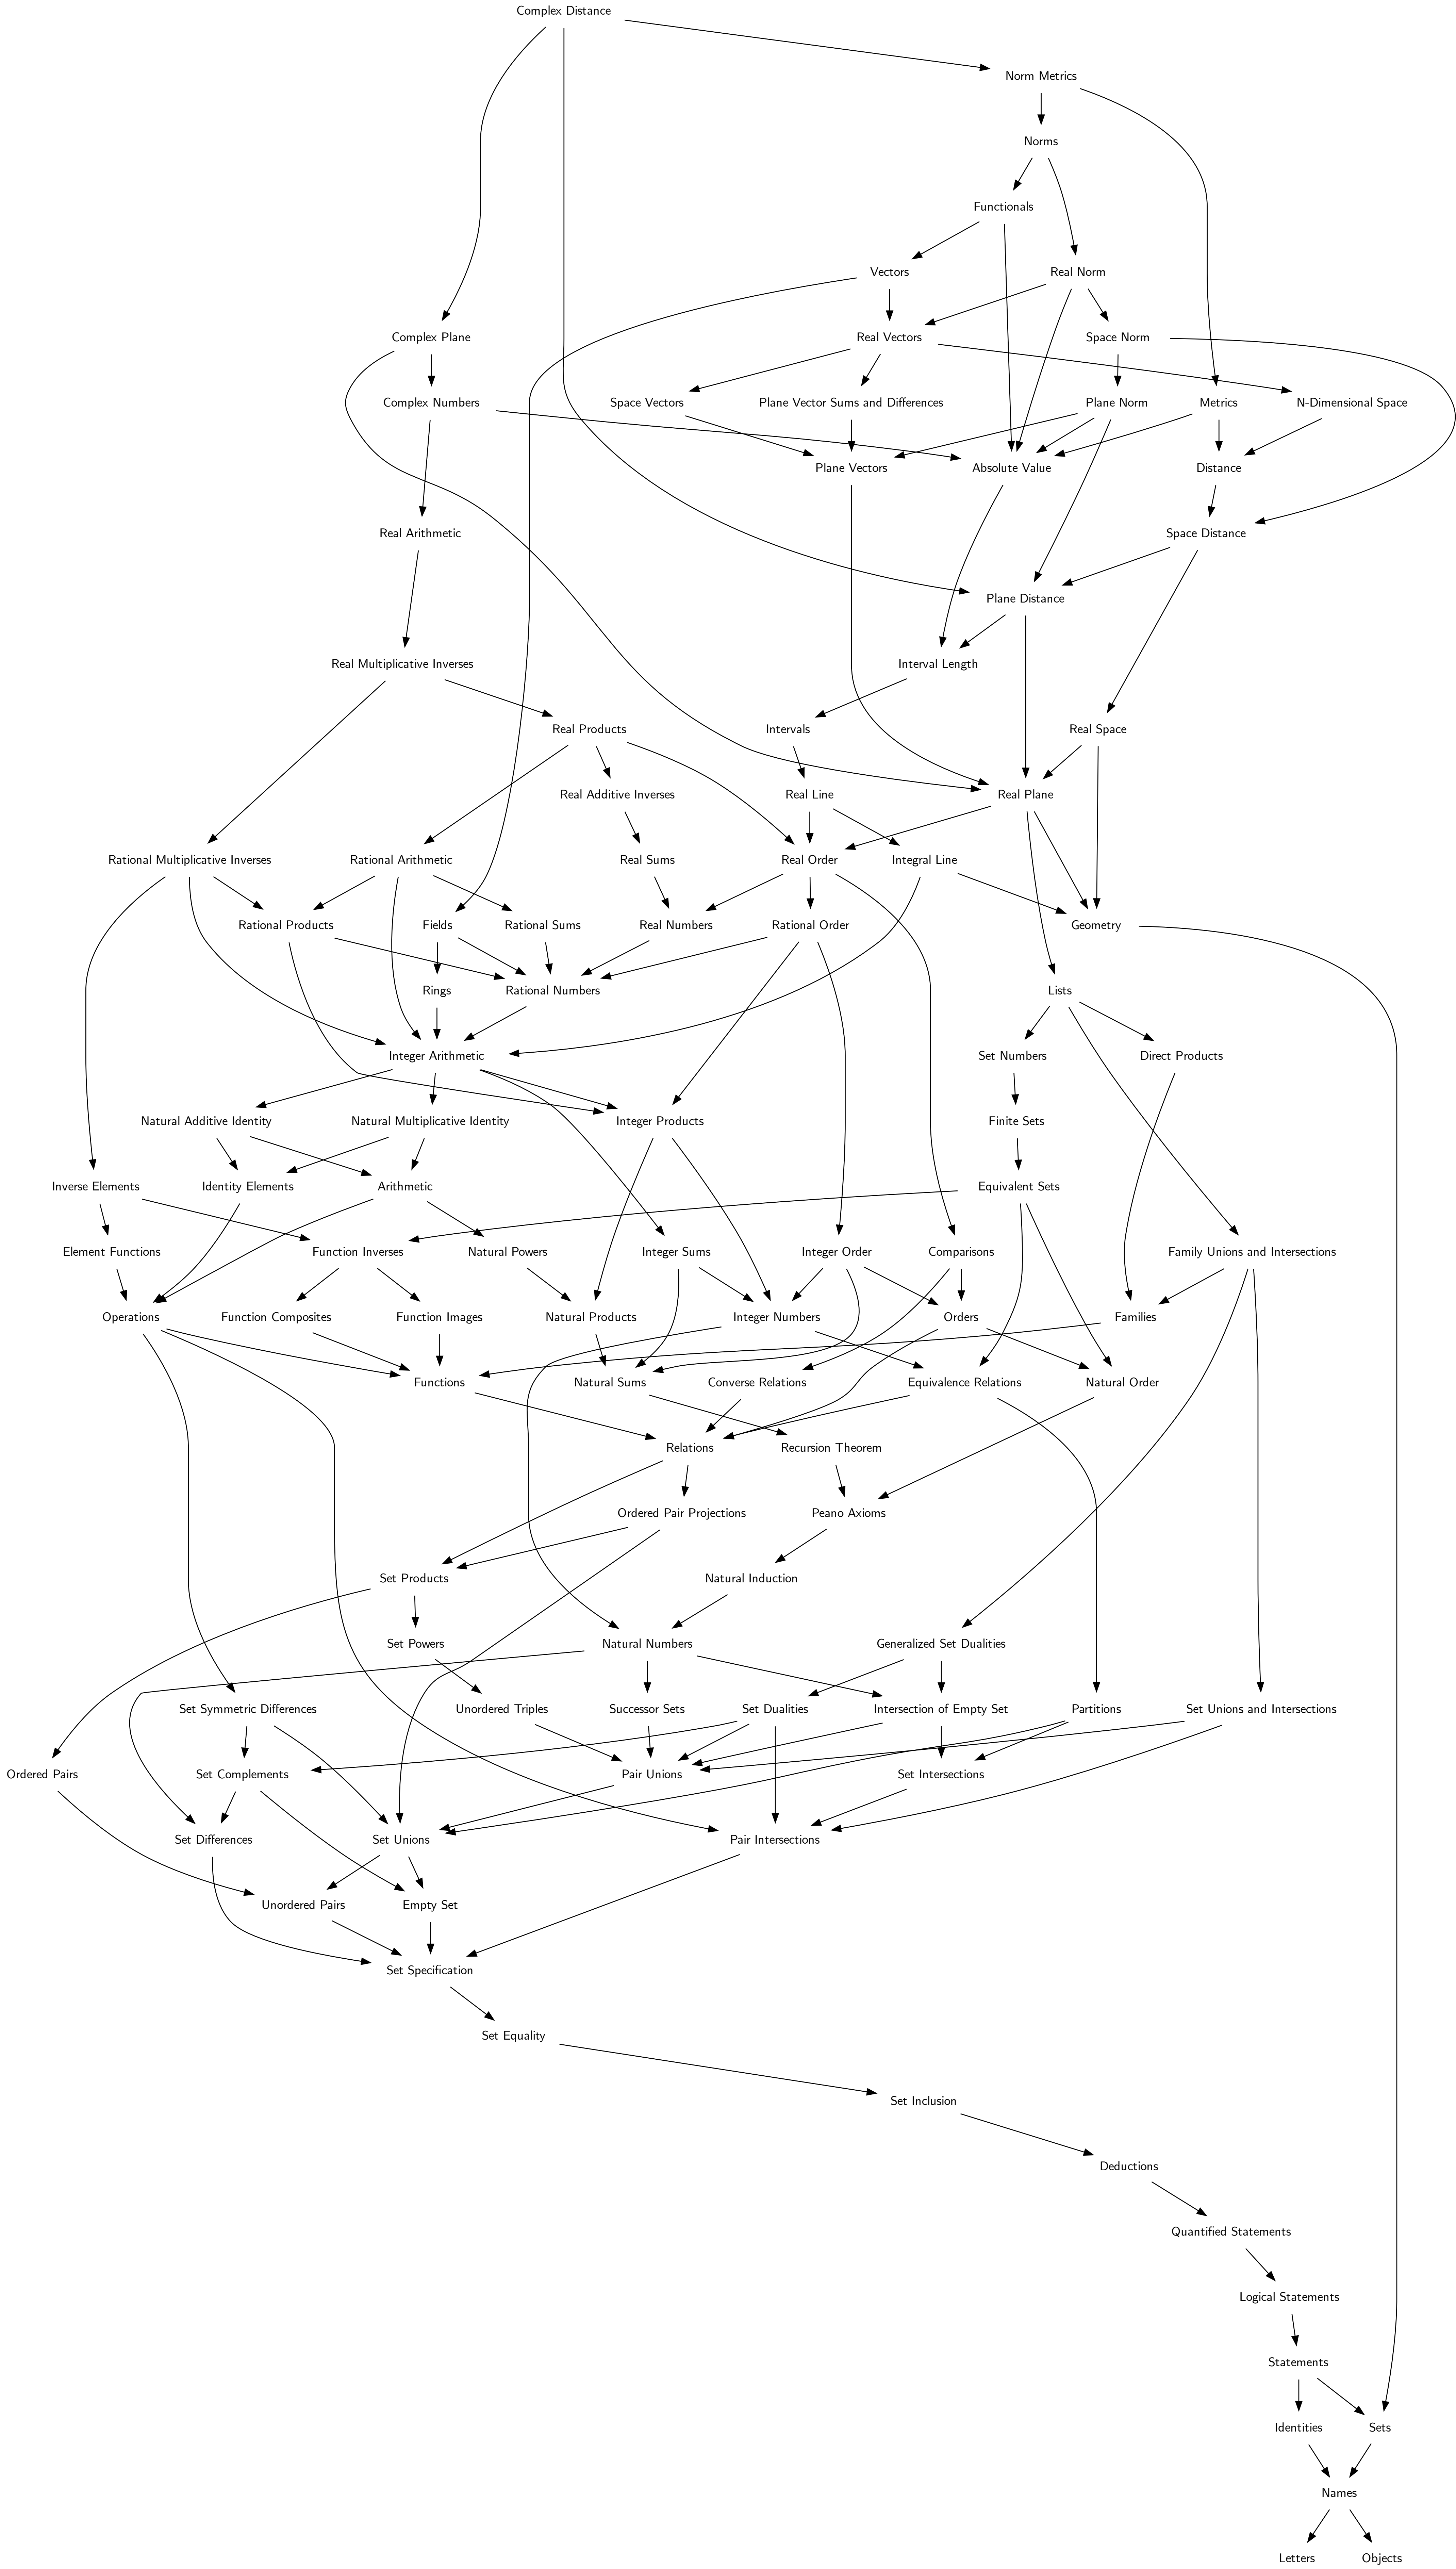 Complex Distance
Norm Metrics
Norms
Functionals
Vectors
Real Norm
Complex Plane
Real Vectors
Space Norm
Complex Numbers
Space Vectors
Plane Vector Sums and Differences
Plane Norm
Metrics
N-Dimensional Space
Plane Vectors
Absolute Value
Distance
Real Arithmetic
Space Distance
Plane Distance
Real Multiplicative Inverses
Interval Length
Real Products
Intervals
Real Space
Real Additive Inverses
Real Line
Real Plane
Rational Multiplicative Inverses
Rational Arithmetic
Real Sums
Real Order
Integral Line
Rational Products
Fields
Rational Sums
Real Numbers
Rational Order
Geometry
Rings
Rational Numbers
Lists
Integer Arithmetic
Set Numbers
Direct Products
Natural Additive Identity
Natural Multiplicative Identity
Integer Products
Finite Sets
Inverse Elements
Identity Elements
Arithmetic
Equivalent Sets
Element Functions
Function Inverses
Natural Powers
Integer Sums
Integer Order
Comparisons
Family Unions and Intersections
Operations
Function Composites
Function Images
Natural Products
Integer Numbers
Orders
Families
Functions
Natural Sums
Converse Relations
Equivalence Relations
Natural Order
Relations
Recursion Theorem
Ordered Pair Projections
Peano Axioms
Set Products
Natural Induction
Set Powers
Natural Numbers
Generalized Set Dualities
Set Symmetric Differences
Unordered Triples
Successor Sets
Set Dualities
Intersection of Empty Set
Partitions
Set Unions and Intersections
Ordered Pairs
Set Complements
Pair Unions
Set Intersections
Set Differences
Set Unions
Pair Intersections
Unordered Pairs
Empty Set
Set Specification
Set Equality
Set Inclusion
Deductions
Quantified Statements
Logical Statements
Statements
Identities
Sets
Names
Letters
Objects